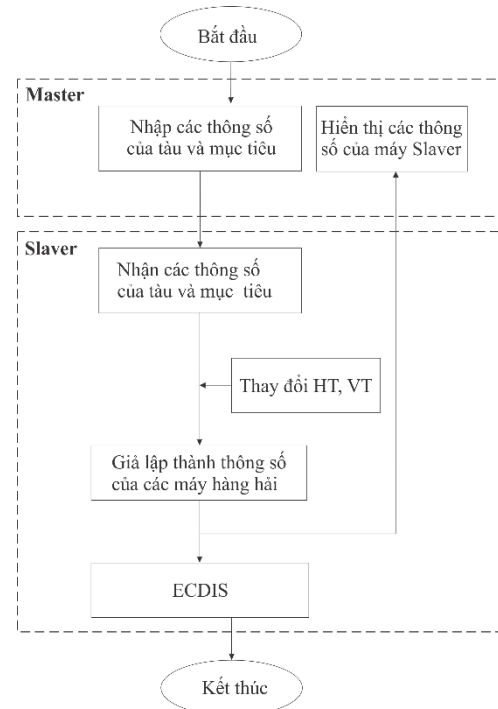 Bắt đầu
Master
Nhập các thông số
của tàu và mục tiêu
Hiển thị các thông
số của máy Slaver
Slaver
Nhận các thông số
của tàu và mục tiêu
Thay đổi HT, VT
Giả lập thành thông số
của các máy hàng hải
ECDIS
Kết thúc